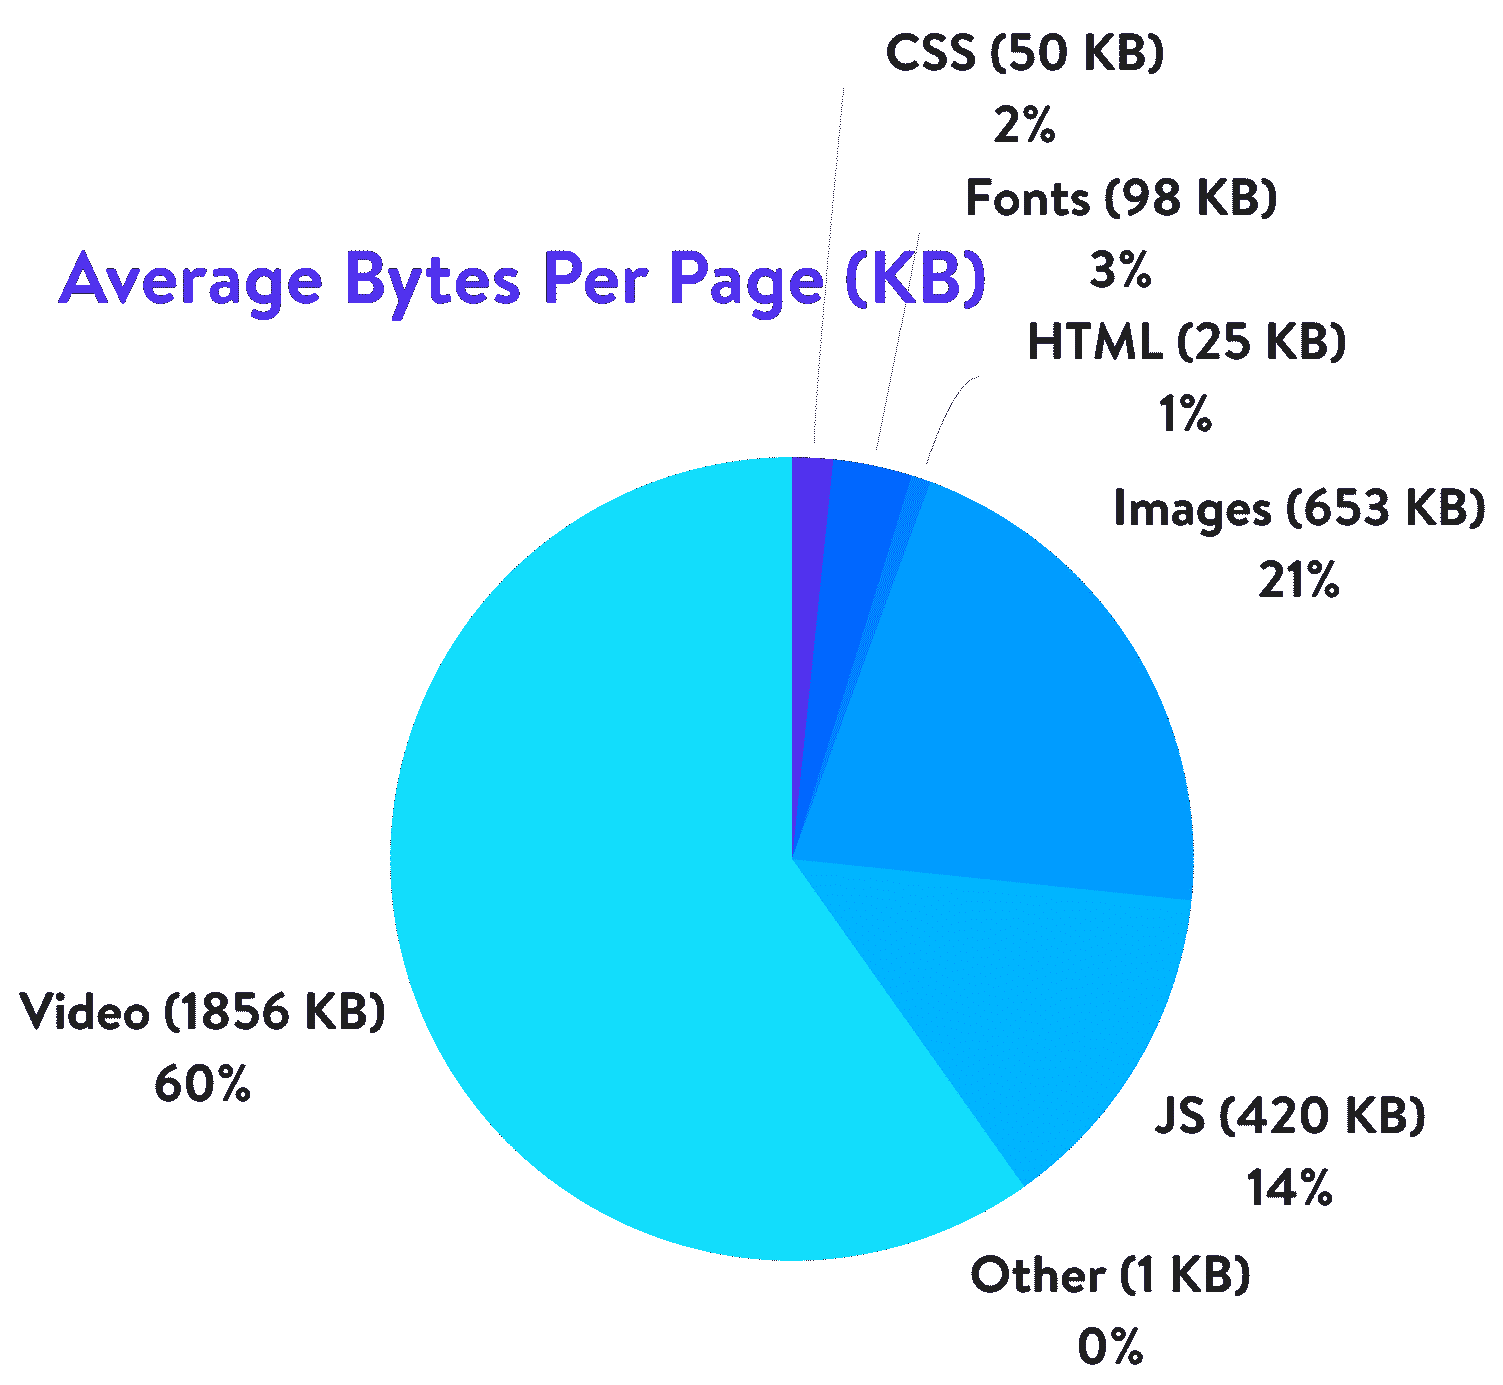 CSS (50 KB)
2%
Fonts (98 KB)
3%
Average Bytes Per Page (KB)
HTML (25 KB)
1%
Images (653 KB)
21%
Video (1856 KB)
60%
JS (420 KB)
14%
Other (1 KB)
0%